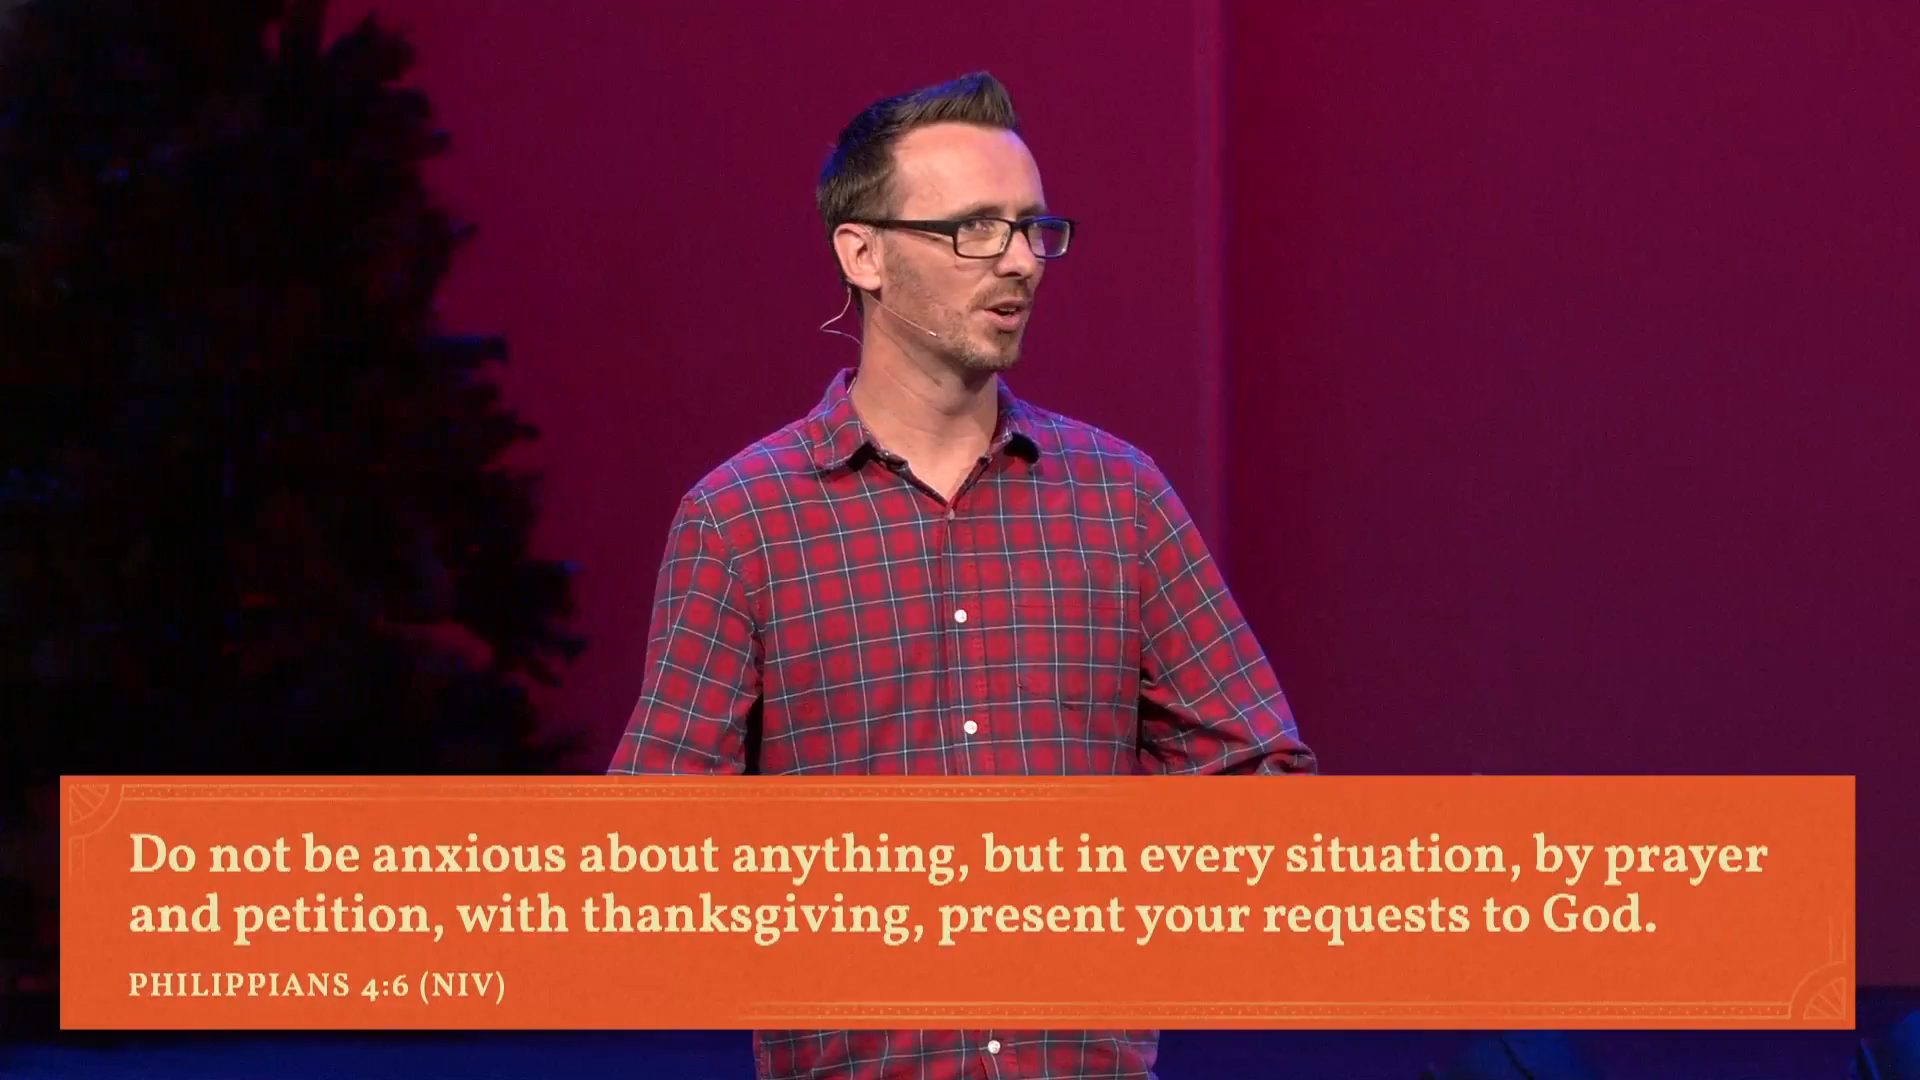 Do not be anxious about anything, but in every situation, by prayer
and petition, with thanksgiving, present your requests to God.
PHILIPPIANS 4:6 (NIV)